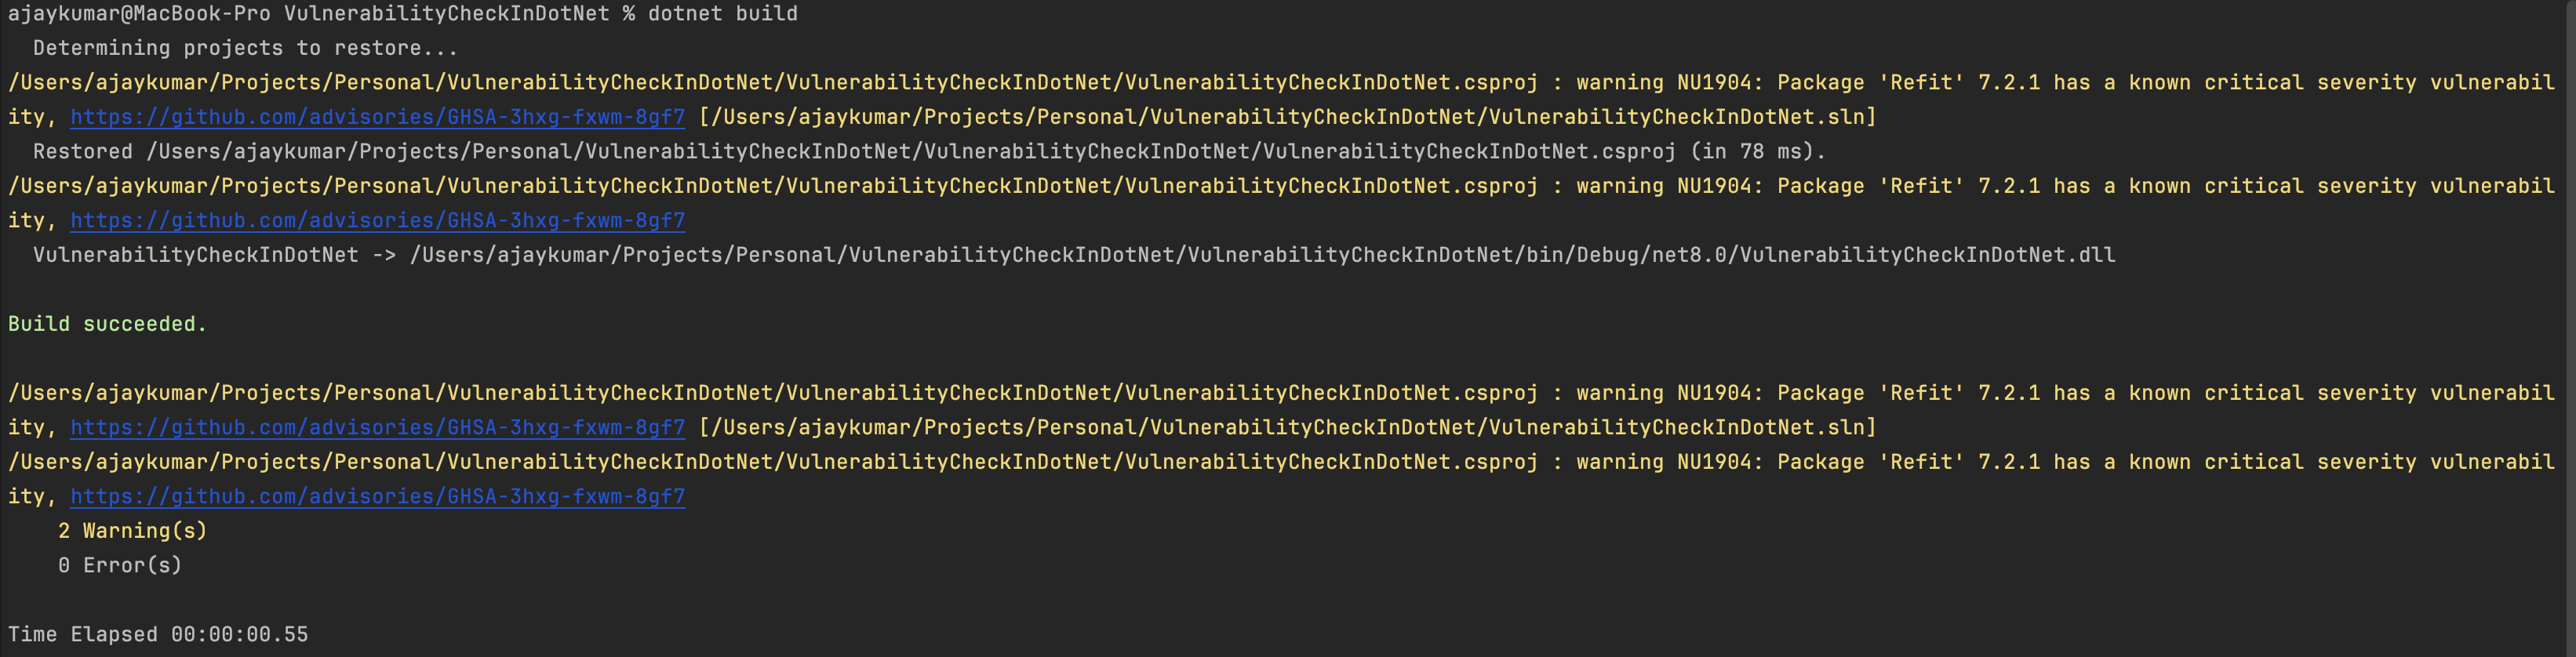 ajaykumar@MacBook-Pro VulnerabilityCheckInDotNet % dotnet build
  Determining projects to restore...
/Users/ajaykumar/Projects/Personal/VulnerabilityCheckInDotNet/VulnerabilityCheckInDotNet/VulnerabilityCheckInDotNet.csproj : warning NU1904: Package 'Refit' 7.2.1 has a known critical severity vulnerabil
ity, https://github.com/advisories/GHSA-3hxg-fxwm-8gf7 [/Users/ajaykumar/Projects/Personal/VulnerabilityCheckInDotNet/VulnerabilityCheckInDotNet.sln]
  Restored /Users/ajaykumar/Projects/Personal/VulnerabilityCheckInDotNet/VulnerabilityCheckInDotNet/VulnerabilityCheckInDotNet.csproj (in 78 ms).
/Users/ajaykumar/Projects/Personal/VulnerabilityCheckInDotNet/VulnerabilityCheckInDotNet/VulnerabilityCheckInDotNet.csproj : warning NU1904: Package 'Refit' 7.2.1 has a known critical severity vulnerabil
ity, https://github.com/advisories/GHSA-3hxg-fxwm-8gf7
  VulnerabilityCheckInDotNet -> /Users/ajaykumar/Projects/Personal/VulnerabilityCheckInDotNet/VulnerabilityCheckInDotNet/bin/Debug/net8.0/VulnerabilityCheckInDotNet.dll
Build succeeded.
/Users/ajaykumar/Projects/Personal/VulnerabilityCheckInDotNet/VulnerabilityCheckInDotNet/VulnerabilityCheckInDotNet.csproj : warning NU1904: Package 'Refit' 7.2.1 has a known critical severity vulnerabil
ity, https://github.com/advisories/GHSA-3hxg-fxwm-8gf7 [/Users/ajaykumar/Projects/Personal/VulnerabilityCheckInDotNet/VulnerabilityCheckInDotNet.sln]
/Users/ajaykumar/Projects/Personal/VulnerabilityCheckInDotNet/VulnerabilityCheckInDotNet/VulnerabilityCheckInDotNet.csproj : warning NU1904: Package 'Refit' 7.2.1 has a known critical severity vulnerabil
ity, https://github.com/advisories/GHSA-3hxg-fxwm-8gf7
    2 Warning(s)
    0 Error(s)
Time Elapsed 00:00:00.55